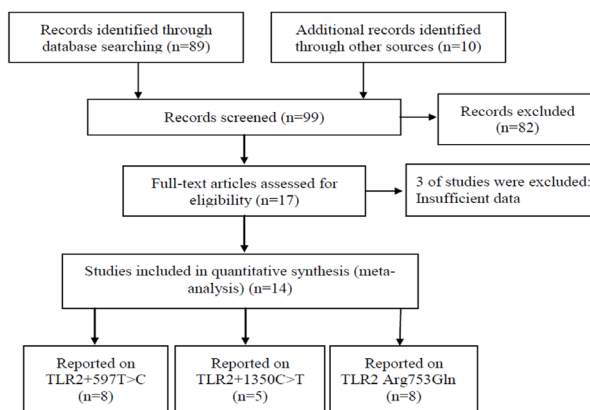 Records identified through
database searching (n=89)
Additional records identified
through other sources (n=10)
Records screened (n=99)
Records excluded
(n=82)
Full-text articles assessed for
eligibility (n=17)
3 of studies were excluded:
Insufficient data
Studies included in quantitative synthesis (meta-
analysis) (n=14)
Reported on
TLR2+597T>C
(n=8)
Reported on
TLR2+1350C>T
(n=5)
Reported on
TLR2 Arg753Gln
(n=8)